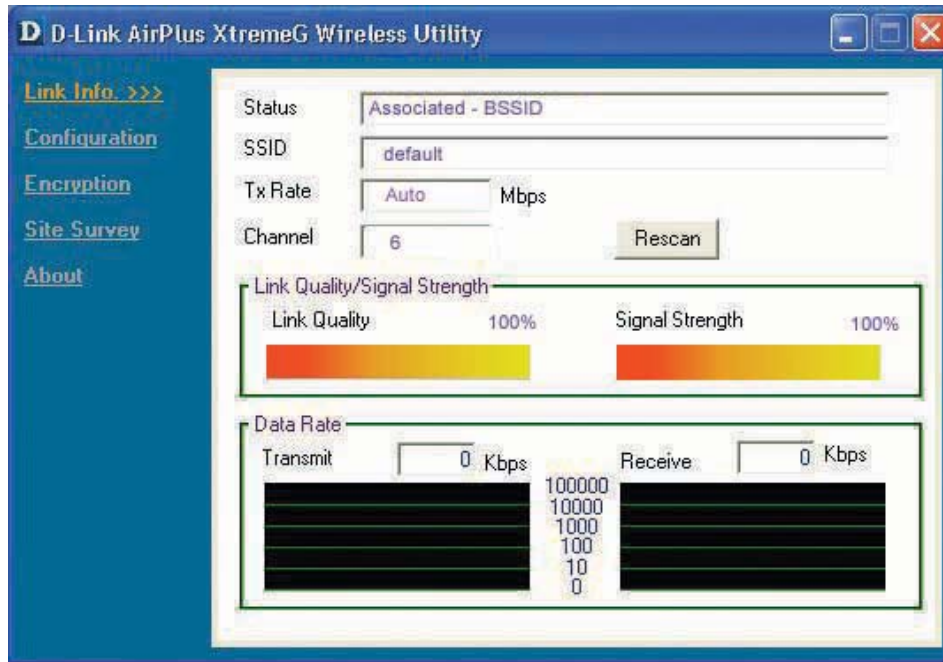 D D-Link AirPlus XtremeG Wireless Utility
Link Info. >>>
Configuration
Encryption
Site Survey
About
Status Associated - BSSID
SSID default
Tx Rate Auto Mbps
Channel 6 Rescan
Link Quality/Signal Strength
Link Quality 100% Signal Strength 100%
Data Rate
Transmit 0 Kbps Receive 0 Kbps
100000
10000
1000
100
10
0